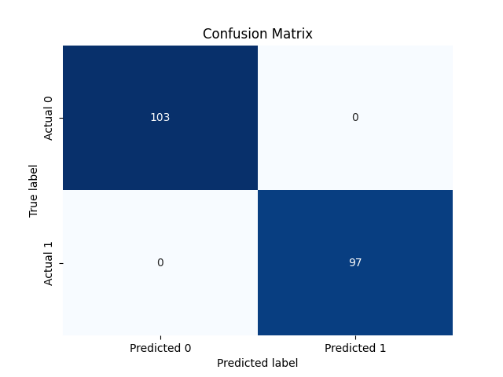 Confusion Matrix
Actual 0
103
0
True label
Actual 1
0
97
Predicted 0
Predicted 1
Predicted label